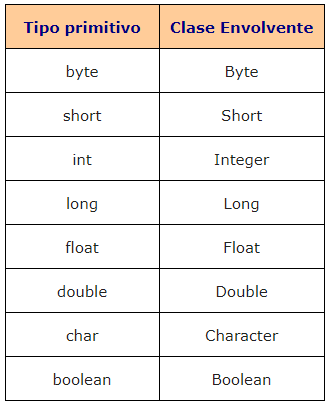 Tipo primitivo Clase Envolvente
byte Byte
short Short
int Integer
long Long
float Float
double Double
char Character
boolean Boolean